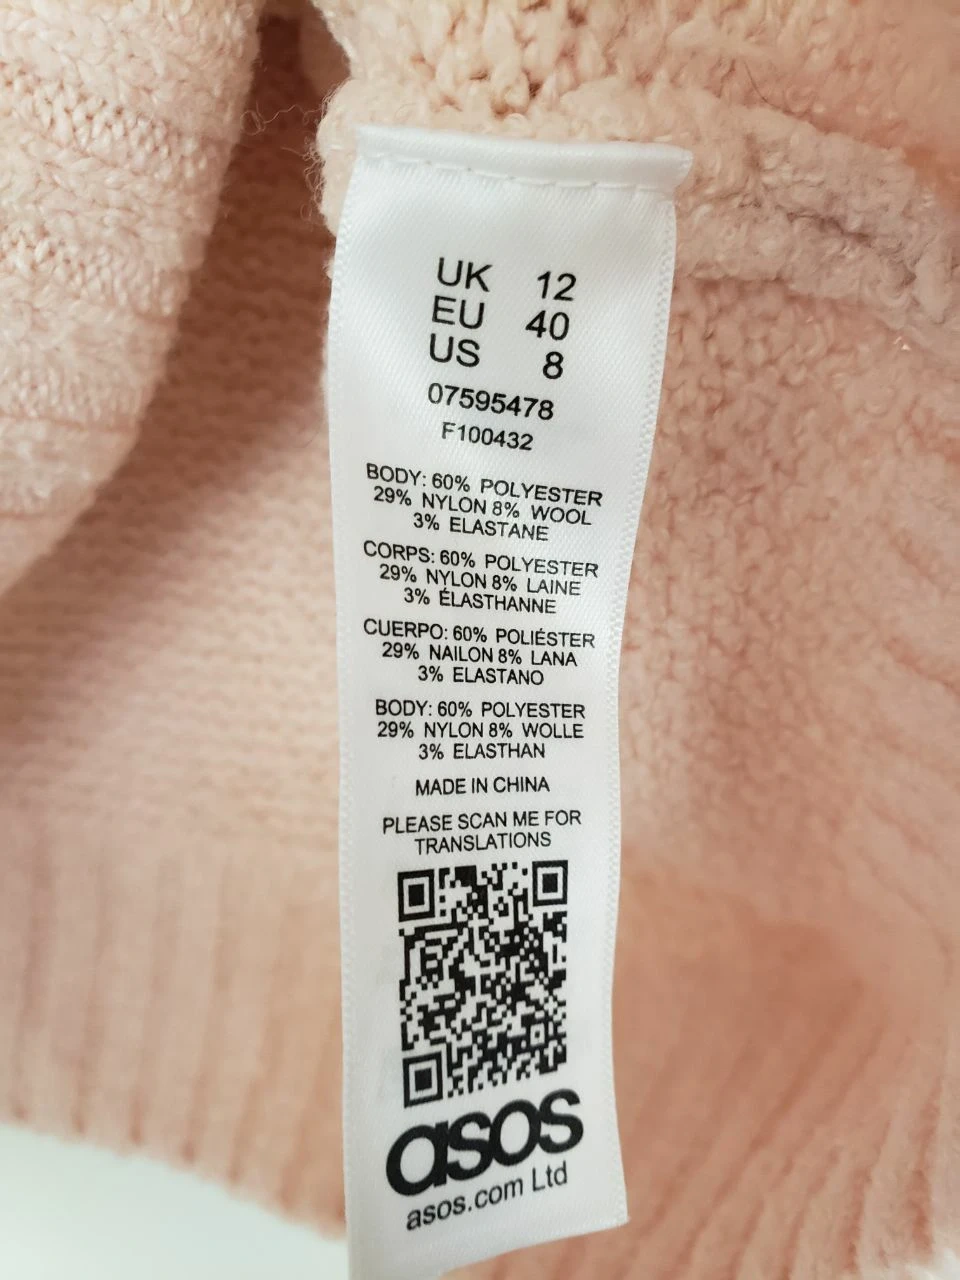 UK 12
EU 40
US 8
07595478
F100432
BODY: 60% POLYESTER
29% NYLON 8% WOOL
3% ELASTANE
CORPS: 60% POLYESTER
29% NYLON 8% LAINE
3% ÉLASTHANNE
CUERPO: 60% POLIÉSTER
29% NAILON 8% LANA
3% ELASTANO
BODY: 60% POLYESTER
29% NYLON 8% WOLLE
3% ELASTHAN
MADE IN CHINA
PLEASE SCAN ME FOR
TRANSLATIONS
asos
asos.com Ltd